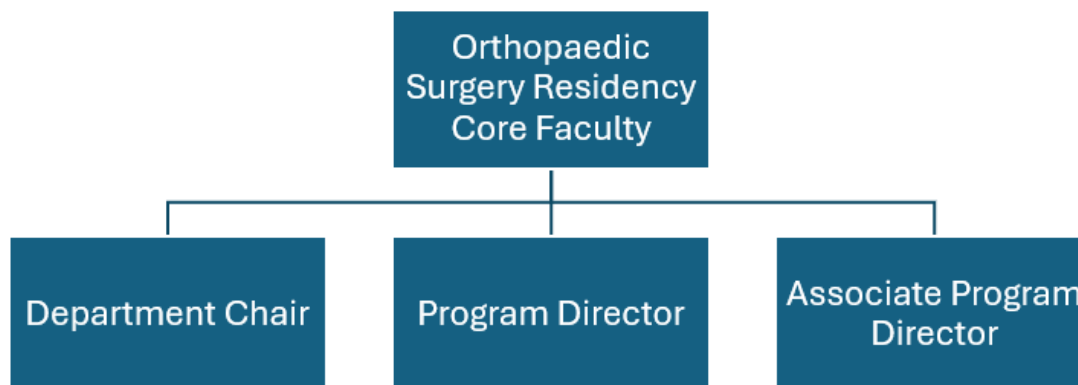 Orthopaedic
Surgery Residency
Core Faculty
Department Chair
Program Director
Associate Program
Director